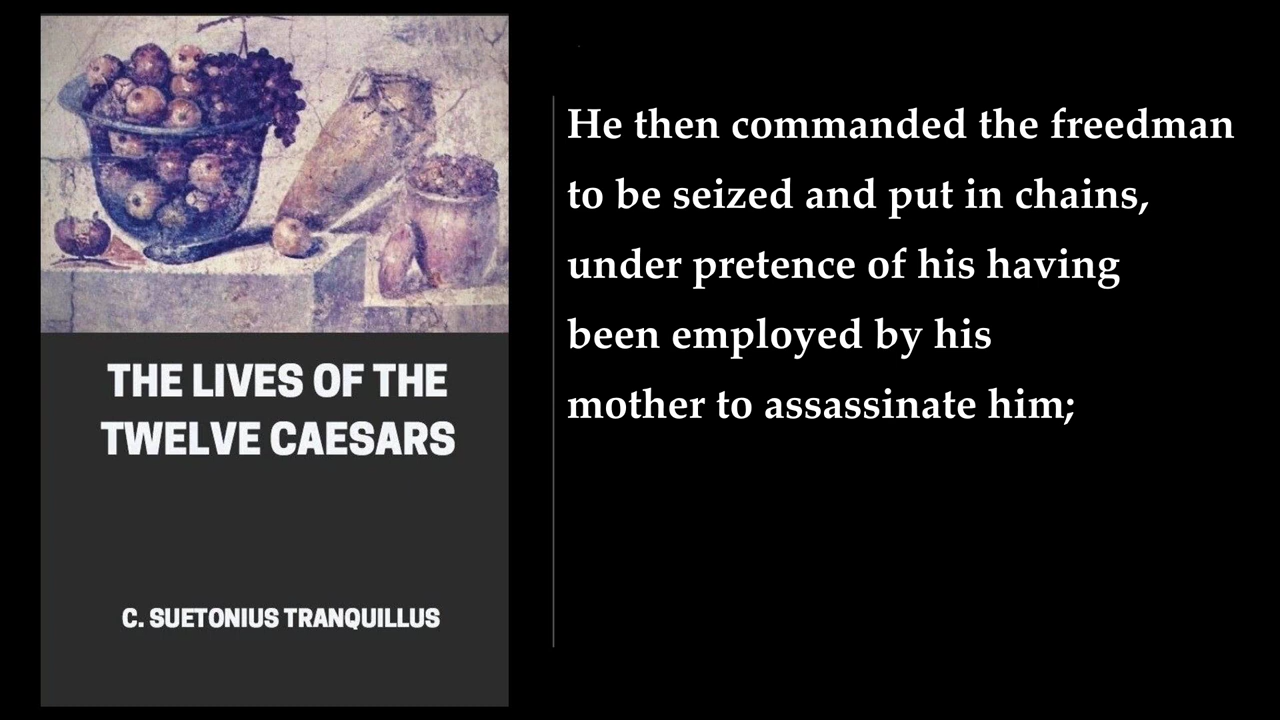 THE LIVES OF THE
TWELVE CAESARS
C. SUETONIUS TRANQUILLUS
He then commanded the freedman
to be seized and put in chains,
under pretence of his having
been employed by his
mother to assassinate him;